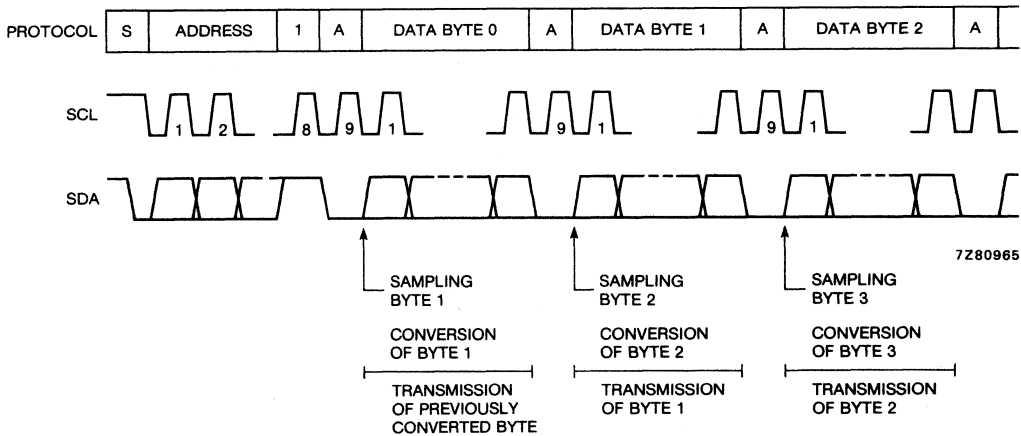 PROTOCOL S ADDRESS 1 A DATA BYTE 0 A DATA BYTE 1 A DATA BYTE 2 A
SCL 1 2 8 9 1 9 1 9 1
SDA
7Z80965
SAMPLING
BYTE 1
SAMPLING
BYTE 2
SAMPLING
BYTE 3
CONVERSION
OF BYTE 1
CONVERSION
OF BYTE 2
CONVERSION
OF BYTE 3
TRANSMISSION
OF PREVIOUSLY
CONVERTED BYTE
TRANSMISSION
OF BYTE 1
TRANSMISSION
OF BYTE 2